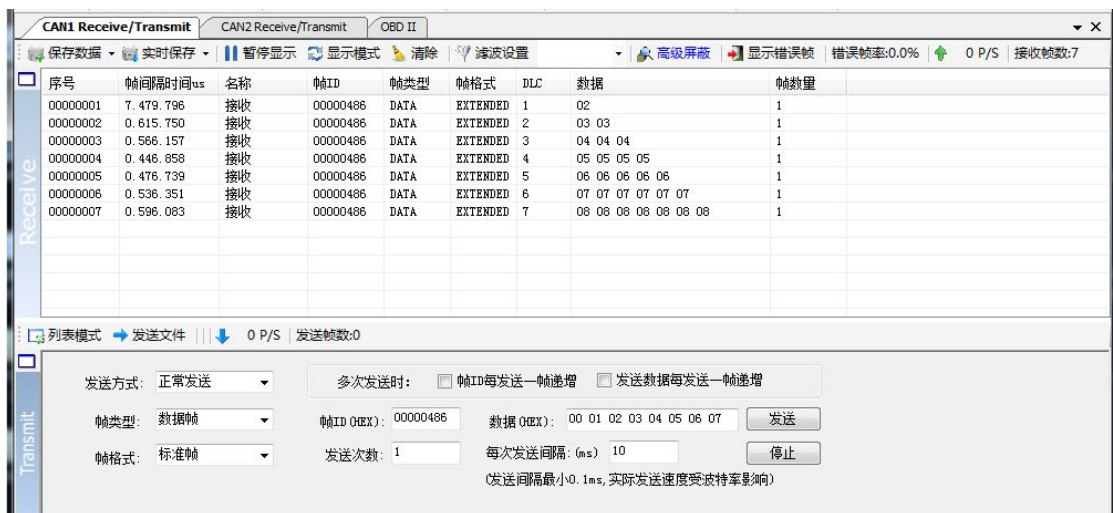 CAN1 Receive/Transmit CAN2 Receive/Transmit OBD II
保存数据 实时保存 暂停显示 显示模式 清除 滤波设置 高级屏蔽 显示错误帧 错误帧率:0.0% 0 P/S 接收帧数:7
序号 帧间隔时间us 名称 帧ID 帧类型 帧格式 DLC 数据 帧数量
00000001 7.479.796 接收 00000486 DATA EXTENDED 1 02 1
00000002 0.615.750 接收 00000486 DATA EXTENDED 2 03 03 1
00000003 0.566.157 接收 00000486 DATA EXTENDED 3 04 04 04 1
00000004 0.446.858 接收 00000486 DATA EXTENDED 4 05 05 05 05 1
00000005 0.476.739 接收 00000486 DATA EXTENDED 5 06 06 06 06 06 1
00000006 0.536.351 接收 00000486 DATA EXTENDED 6 07 07 07 07 07 07 1
00000007 0.596.083 接收 00000486 DATA EXTENDED 7 08 08 08 08 08 08 08 1
Receive
列表模式 发送文件 0 P/S 发送帧数:0
发送方式: 正常发送 多次发送时: 帧ID每发送一帧递增 发送数据每发送一帧递增
帧类型: 数据帧 帧ID(HEX): 00000486 数据(HEX): 00 01 02 03 04 05 06 07 发送
帧格式: 标准帧 发送次数: 1 每次发送间隔:(ms) 10 停止
(发送间隔最小0.1ms,实际发送速度受波特率影响)
Transmit